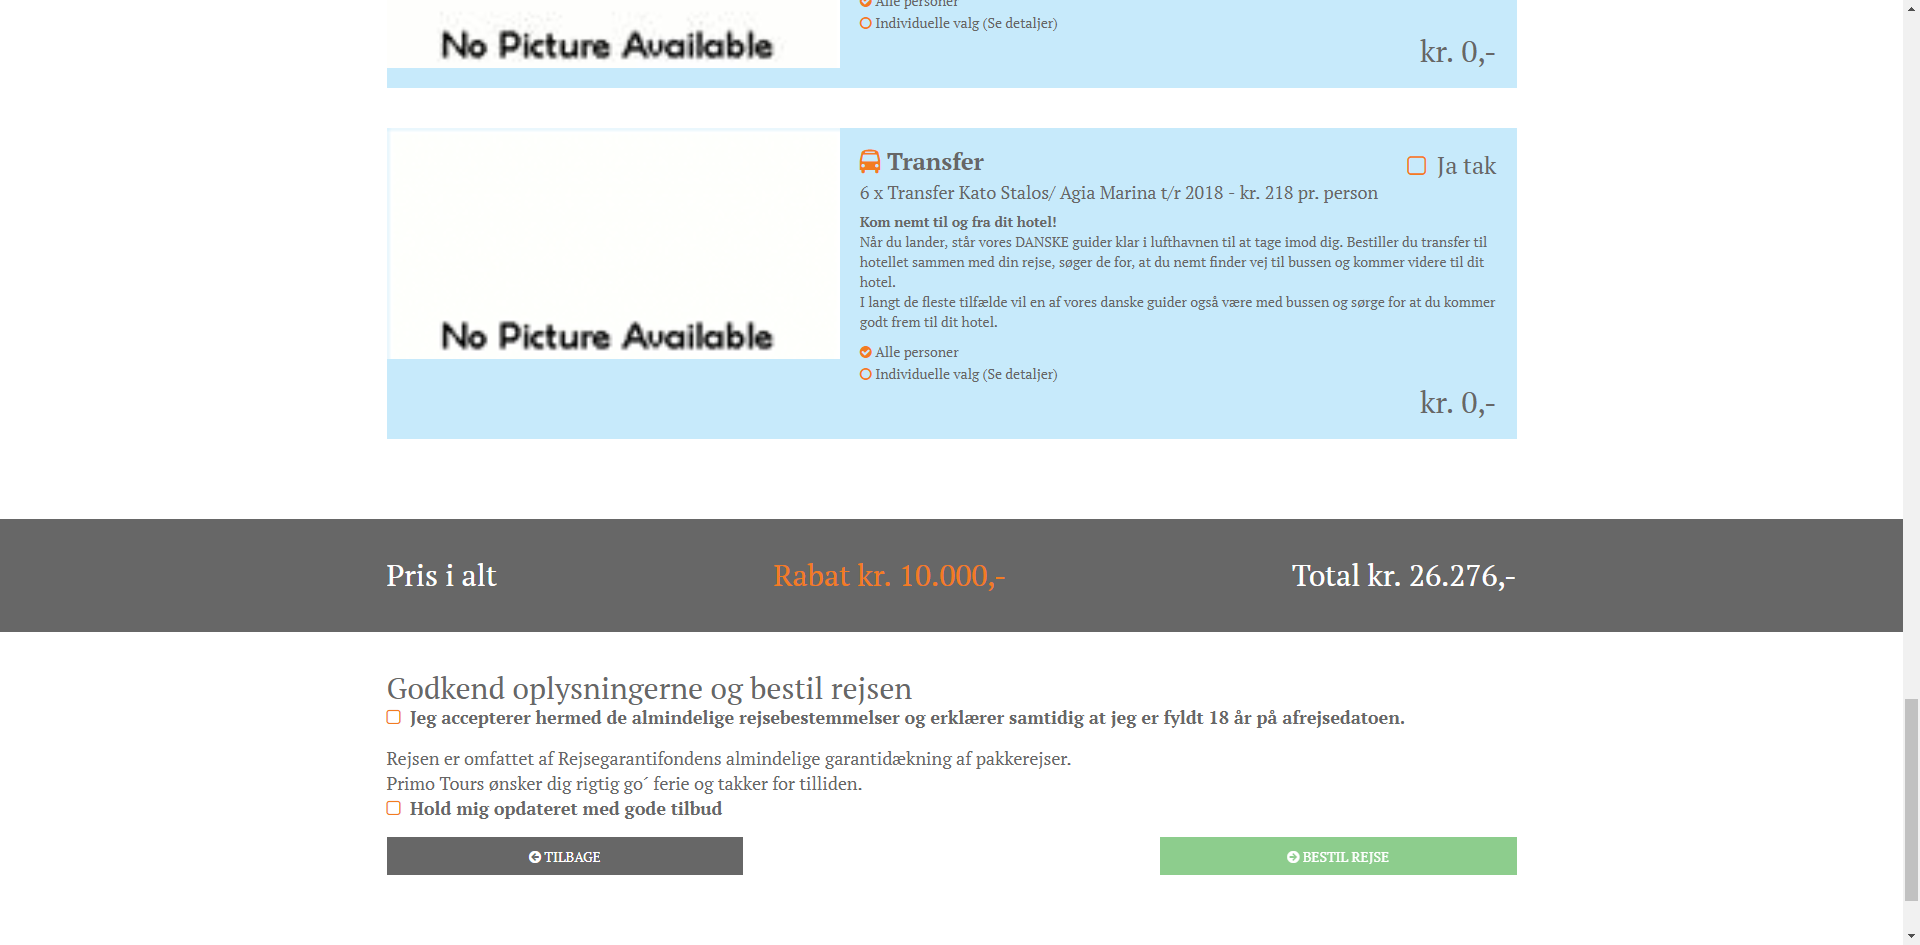 Alle personer
Individuelle valg (Se detaljer)
No Picture Available
kr. 0,-
Transfer
Ja tak
6 x Transfer Kato Stalos/ Agia Marina t/r 2018 - kr. 218 pr. person
Kom nemt til og fra dit hotel!
Når du lander, står vores DANSKE guider klar i lufthavnen til at tage imod dig. Bestiller du transfer til
hotellet sammen med din rejse, søger de for, at du nemt finder vej til bussen og kommer videre til dit
hotel.
I langt de fleste tilfælde vil en af vores danske guider også være med bussen og sørge for at du kommer
godt frem til dit hotel.
No Picture Available
Alle personer
Individuelle valg (Se detaljer)
kr. 0,-
Pris i alt
Rabat kr. 10.000,-
Total kr. 26.276,-
Godkend oplysningerne og bestil rejsen
Jeg accepterer hermed de almindelige rejsebestemmelser og erklærer samtidig at jeg er fyldt 18 år på afrejsedatoen.
Rejsen er omfattet af Rejsegarantifondens almindelige garantidækning af pakkerejser.
Primo Tours ønsker dig rigtig go´ ferie og takker for tilliden.
Hold mig opdateret med gode tilbud
TILBAGE
BESTIL REJSE